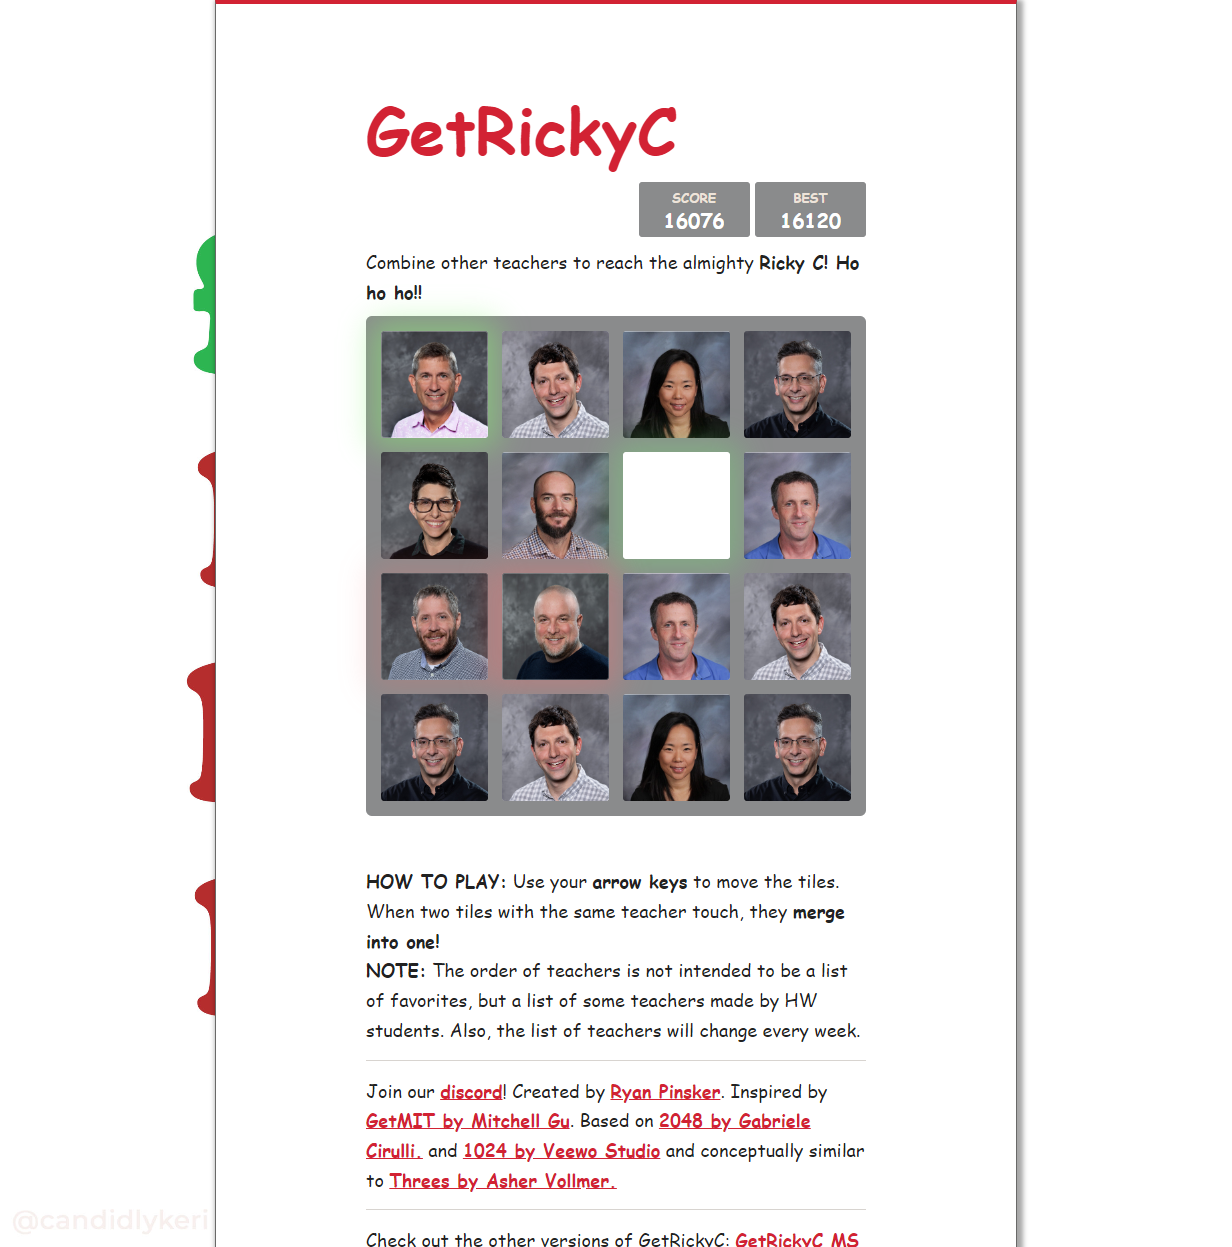 GetRickyC
SCORE
16076
BEST
16120
Combine other teachers to reach the almighty Ricky C! Ho
ho ho!!
HOW TO PLAY: Use your arrow keys to move the tiles.
When two tiles with the same teacher touch, they merge
into one!
NOTE: The order of teachers is not intended to be a list
of favorites, but a list of some teachers made by HW
students. Also, the list of teachers will change every week.
Join our discord! Created by Ryan Pinsker. Inspired by
GetMIT by Mitchell Gu. Based on 2048 by Gabriele
Cirulli. and 1024 by Veewo Studio and conceptually similar
to Threes by Asher Vollmer.
@candidlykeri
Check out the other versions of GetRickyC: GetRickyC MS